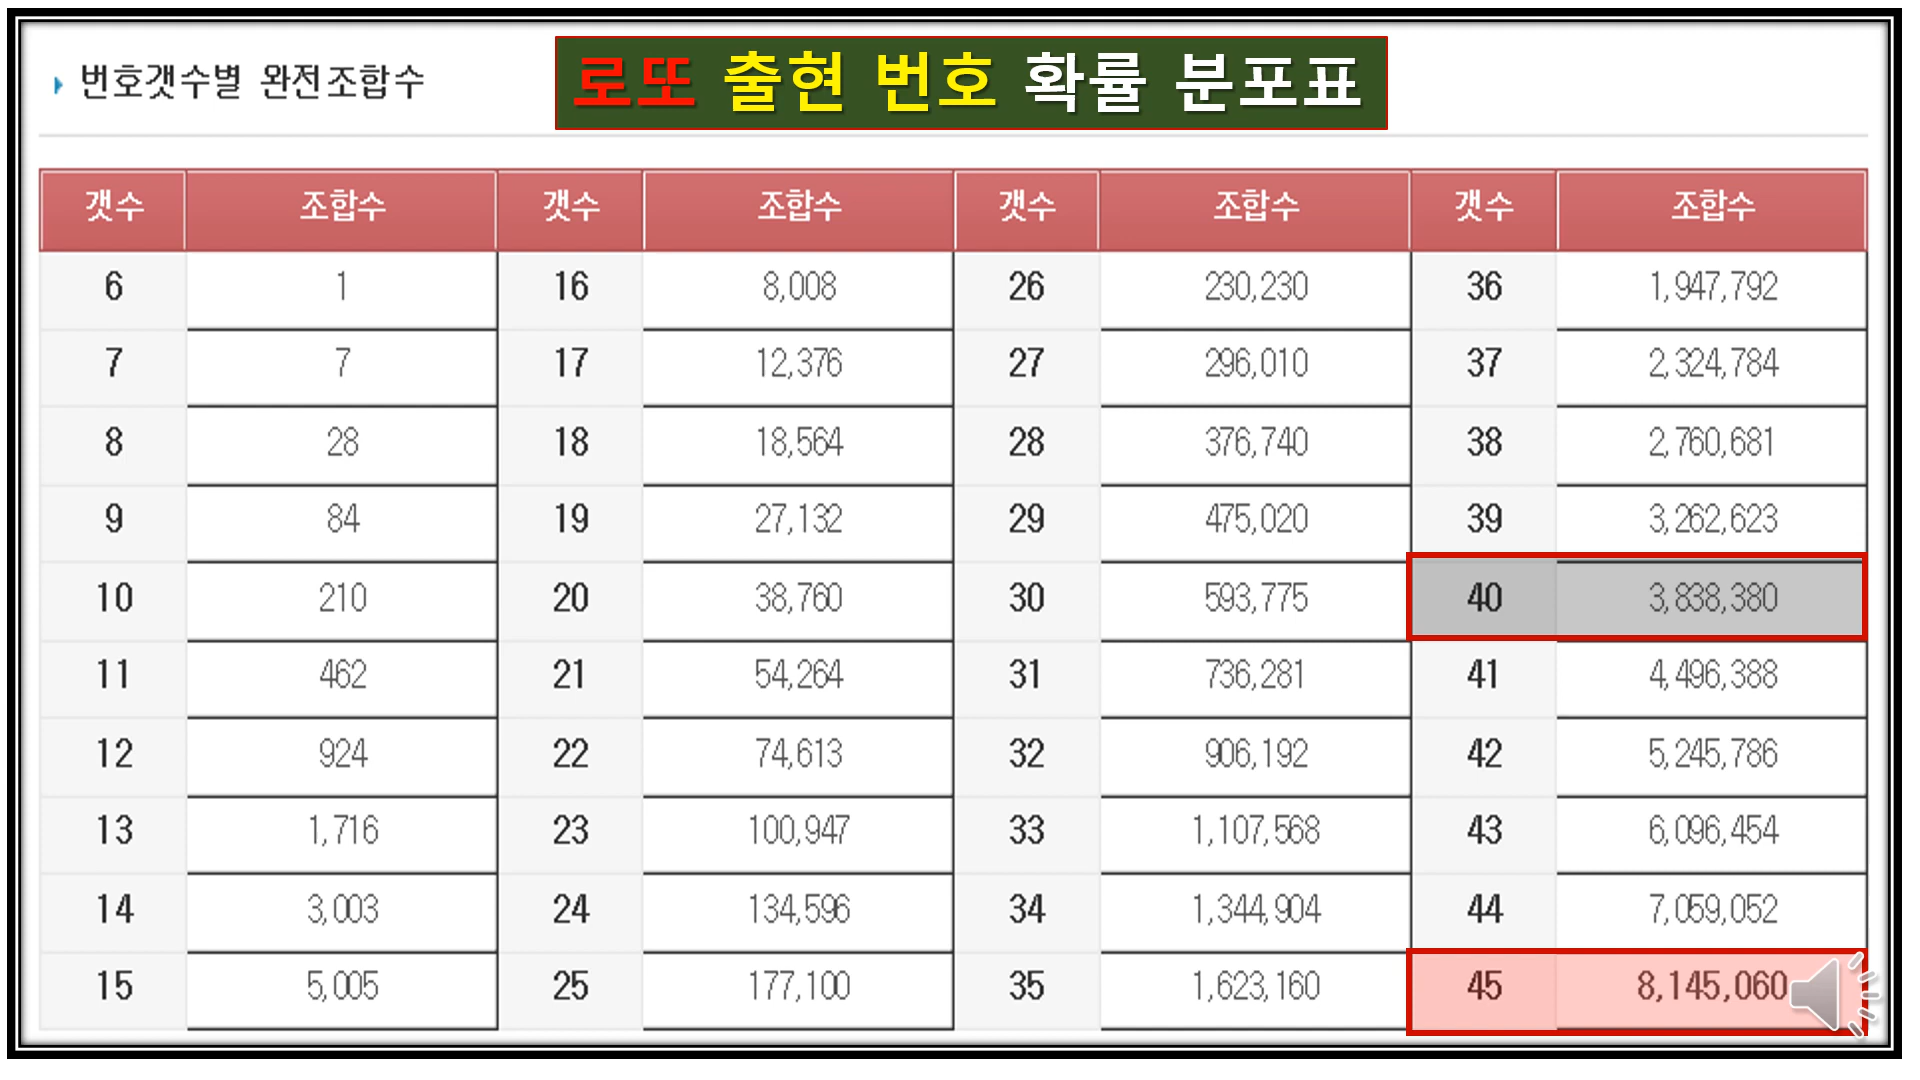 번호갯수별 완전조합수
로또 출현 번호 확률 분포표
갯수 조합수 갯수 조합수 갯수 조합수 갯수 조합수
6 1 16 8,008 26 230,230 36 1,947,792
7 7 17 12,376 27 296,010 37 2,324,784
8 28 18 18,564 28 376,740 38 2,760,681
9 84 19 27,132 29 475,020 39 3,262,623
10 210 20 38,760 30 593,775 40 3,838,380
11 462 21 54,264 31 736,281 41 4,496,388
12 924 22 74,613 32 906,192 42 5,245,786
13 1,716 23 100,947 33 1,107,568 43 6,096,454
14 3,003 24 134,596 34 1,344,904 44 7,059,052
15 5,005 25 177,100 35 1,623,160 45 8,145,060